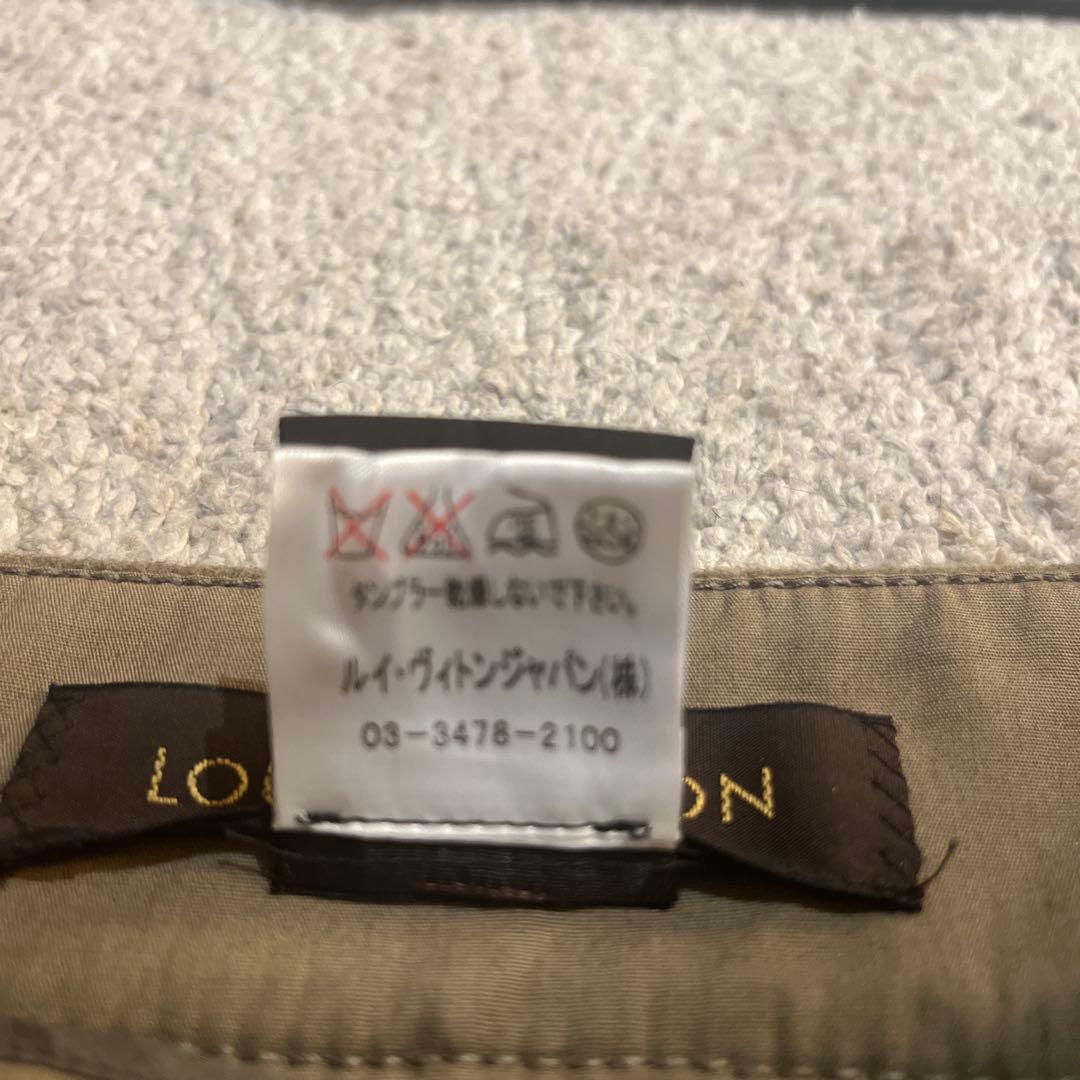 タンブラー乾燥しないで下さい。
ルイ・ヴィトンジャパン(株)
03-3478-2100
LOU ON